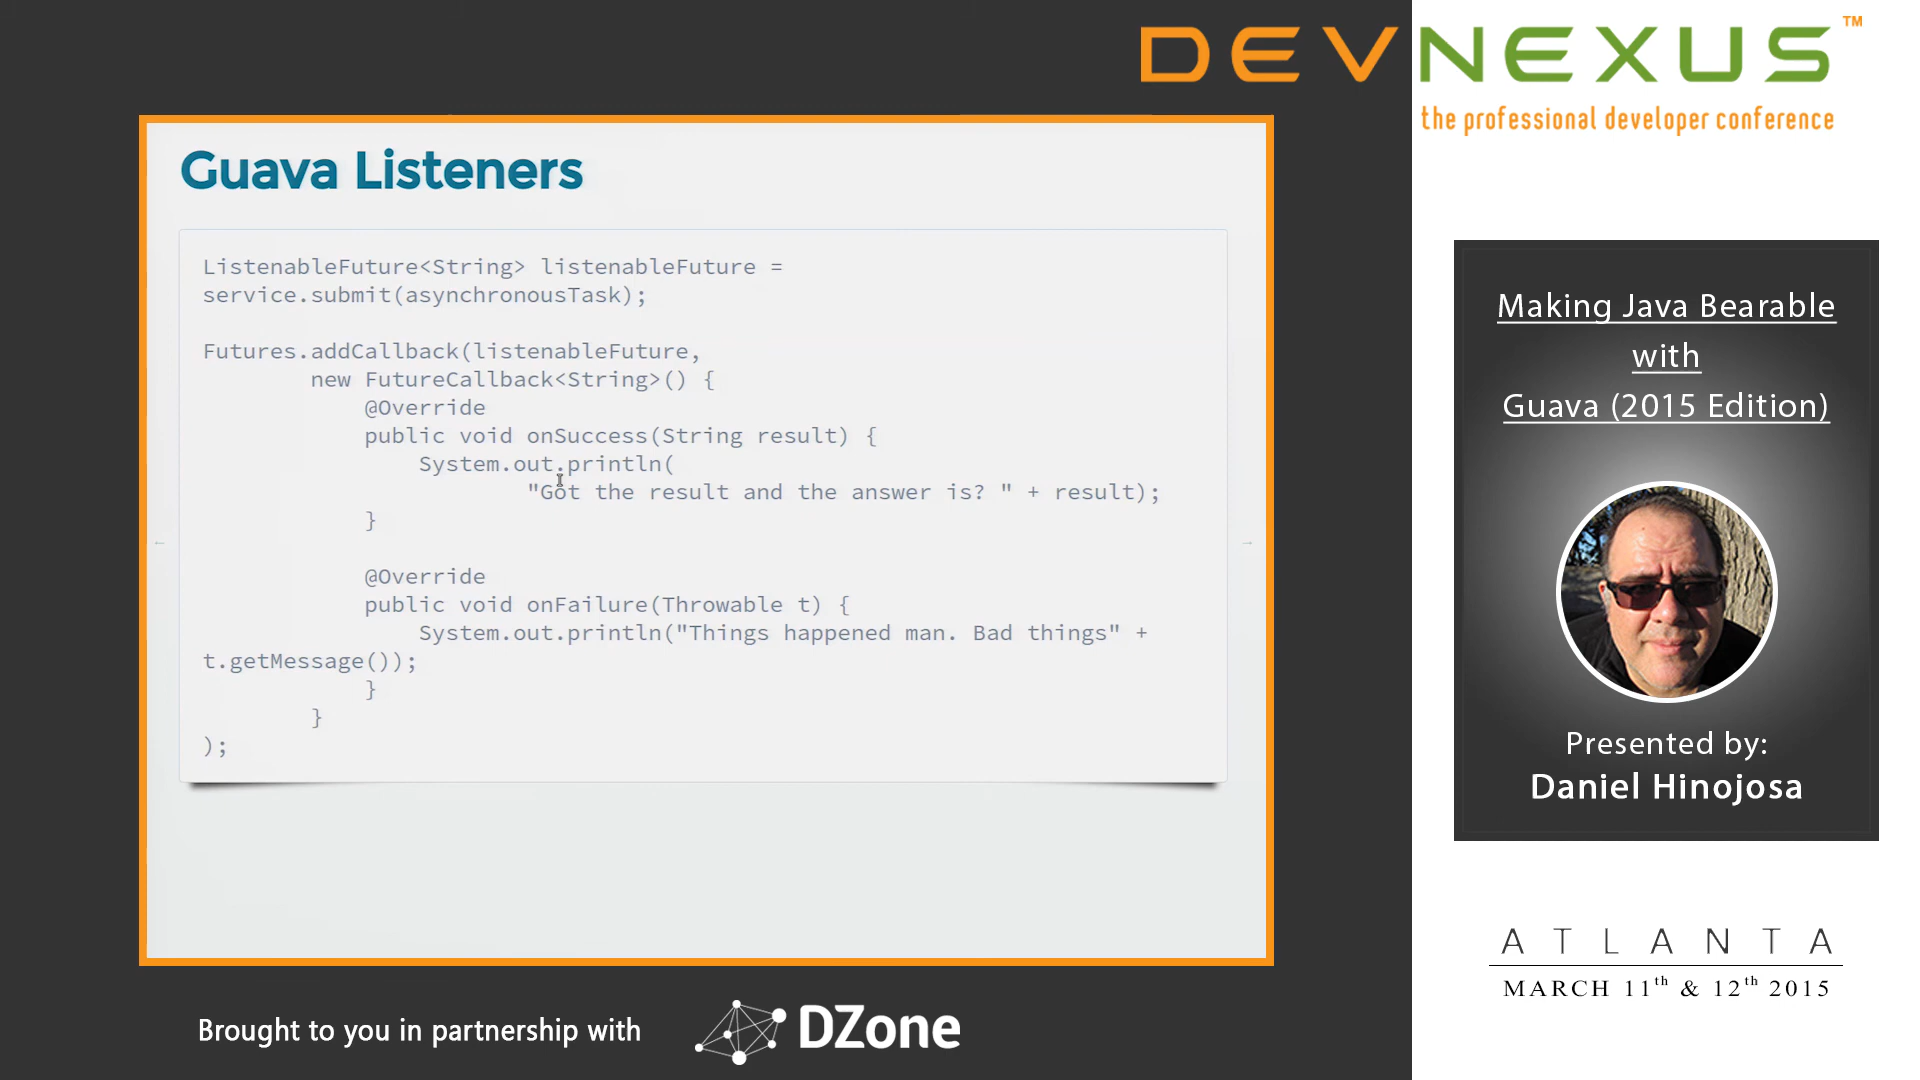 DEVNEXUS™
the professional developer conference
Guava Listeners
ListenableFuture<String> listenableFuture =
service.submit(asynchronousTask);
Futures.addCallback(listenableFuture,
new FutureCallback<String>() {
@Override
public void onSuccess(String result) {
System.out.println(
"Got the result and the answer is? " + result);
}
@Override
public void onFailure(Throwable t) {
System.out.println("Things happened man. Bad things" +
t.getMessage());
}
}
);
Making Java Bearable
with
Guava (2015 Edition)
Presented by:
Daniel Hinojosa
ATLANTA
MARCH 11th & 12th 2015
Brought to you in partnership with
DZone